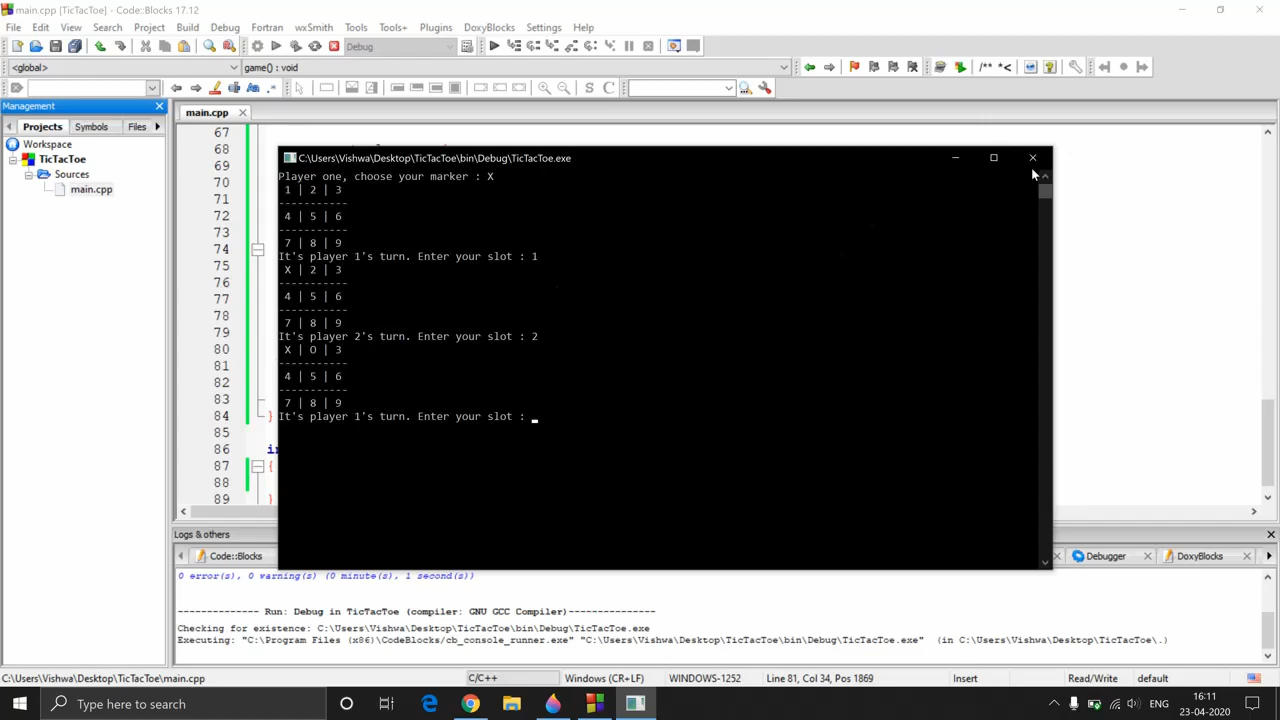 main.cpp [TicTacToe] - Code::Blocks 17.12
File Edit View Search Project Build Debug Fortran wxSmith Tools Tools+ Plugins DoxyBlocks Settings Help
Debug
<global> game() : void
/** *<
S C
Management
main.cpp
Projects Symbols Files
Workspace
TicTacToe
Sources
main.cpp
67
68
69
70
71
72
73
74
75
76
77
78
79
80
81
82
83
84 }
85
86 in
87 {
88
89 }
C:\Users\Vishwa\Desktop\TicTacToe\bin\Debug\TicTacToe.exe
Player one, choose your marker : X
1 | 2 | 3
-----------
4 | 5 | 6
-----------
7 | 8 | 9
It's player 1's turn. Enter your slot : 1
X | 2 | 3
-----------
4 | 5 | 6
-----------
7 | 8 | 9
It's player 2's turn. Enter your slot : 2
X | O | 3
-----------
4 | 5 | 6
-----------
7 | 8 | 9
It's player 1's turn. Enter your slot : _
Logs & others
Code::Blocks Debugger DoxyBlocks
0 error(s), 0 warning(s) (0 minute(s), 1 second(s))
-------------- Run: Debug in TicTacToe (compiler: GNU GCC Compiler)---------------
Checking for existence: C:\Users\Vishwa\Desktop\TicTacToe\bin\Debug\TicTacToe.exe
Executing: "C:\Program Files (x86)\CodeBlocks/cb_console_runner.exe" "C:\Users\Vishwa\Desktop\TicTacToe\bin\Debug\TicTacToe.exe"  (in C:\Users\Vishwa\Desktop\TicTacToe\.)
C:\Users\Vishwa\Desktop\TicTacToe\main.cpp C/C++ Windows (CR+LF) WINDOWS-1252 Line 81, Col 34, Pos 1869 Insert Read/Write default
Type here to search
ENG
16:11
23-04-2020